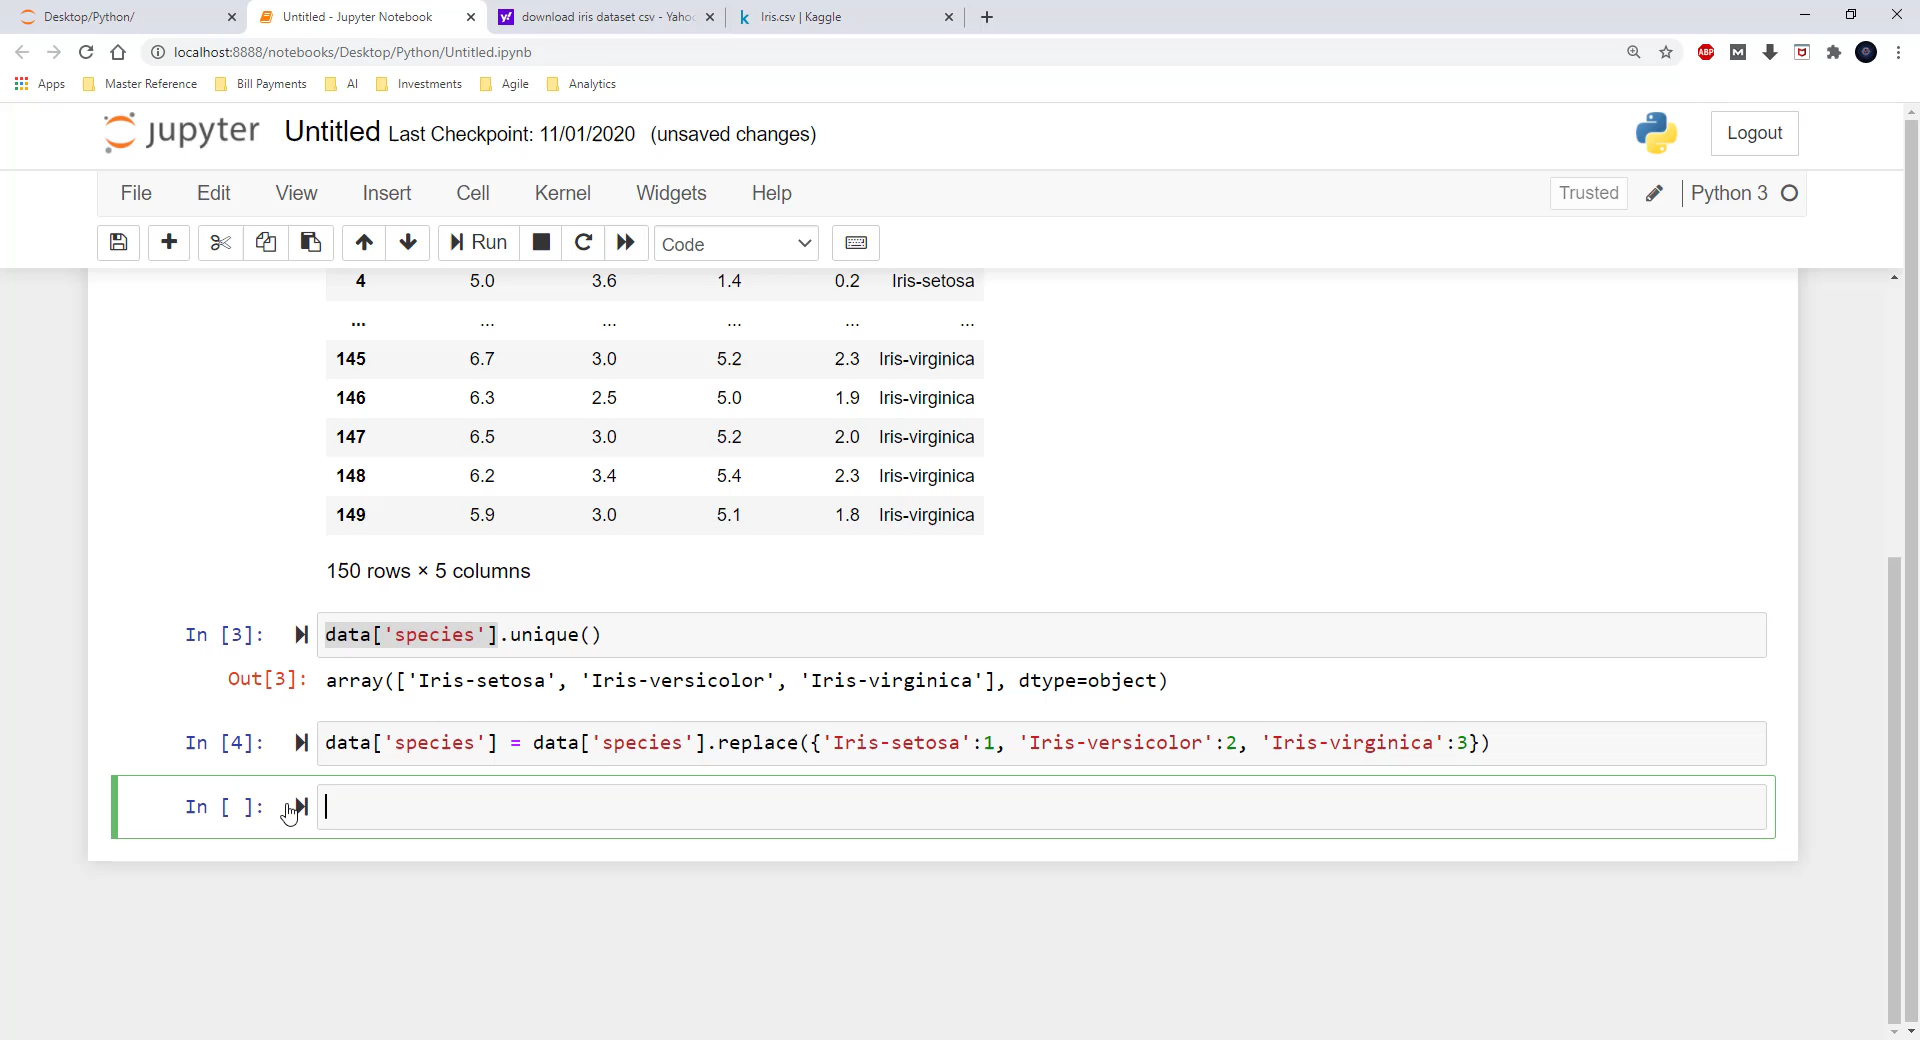 Desktop/Python/
Untitled - Jupyter Notebook
download iris dataset csv - Yahoo
Iris.csv | Kaggle
localhost:8888/notebooks/Desktop/Python/Untitled.ipynb
ABP
Apps Master Reference Bill Payments AI Investments Agile Analytics
jupyter Untitled Last Checkpoint: 11/01/2020 (unsaved changes)
Logout
File Edit View Insert Cell Kernel Widgets Help
Trusted Python 3
Run Code
4 5.0 3.6 1.4 0.2 Iris-setosa
... ... ... ... ... ...
145 6.7 3.0 5.2 2.3 Iris-virginica
146 6.3 2.5 5.0 1.9 Iris-virginica
147 6.5 3.0 5.2 2.0 Iris-virginica
148 6.2 3.4 5.4 2.3 Iris-virginica
149 5.9 3.0 5.1 1.8 Iris-virginica
150 rows × 5 columns
In [3]: data['species'].unique()
Out[3]: array(['Iris-setosa', 'Iris-versicolor', 'Iris-virginica'], dtype=object)
In [4]: data['species'] = data['species'].replace({'Iris-setosa':1, 'Iris-versicolor':2, 'Iris-virginica':3})
In [ ]: